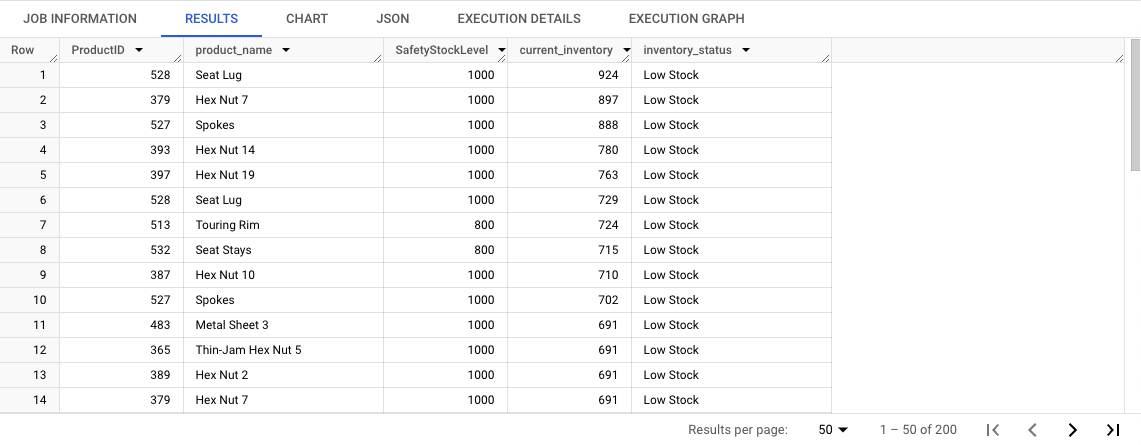 JOB INFORMATION RESULTS CHART JSON EXECUTION DETAILS EXECUTION GRAPH
Row ProductID product_name SafetyStockLevel current_inventory inventory_status
1 528 Seat Lug 1000 924 Low Stock
2 379 Hex Nut 7 1000 897 Low Stock
3 527 Spokes 1000 888 Low Stock
4 393 Hex Nut 14 1000 780 Low Stock
5 397 Hex Nut 19 1000 763 Low Stock
6 528 Seat Lug 1000 729 Low Stock
7 513 Touring Rim 800 724 Low Stock
8 532 Seat Stays 800 715 Low Stock
9 387 Hex Nut 10 1000 710 Low Stock
10 527 Spokes 1000 702 Low Stock
11 483 Metal Sheet 3 1000 691 Low Stock
12 365 Thin-Jam Hex Nut 5 1000 691 Low Stock
13 389 Hex Nut 2 1000 691 Low Stock
14 379 Hex Nut 7 1000 691 Low Stock
Results per page: 50 1 – 50 of 200